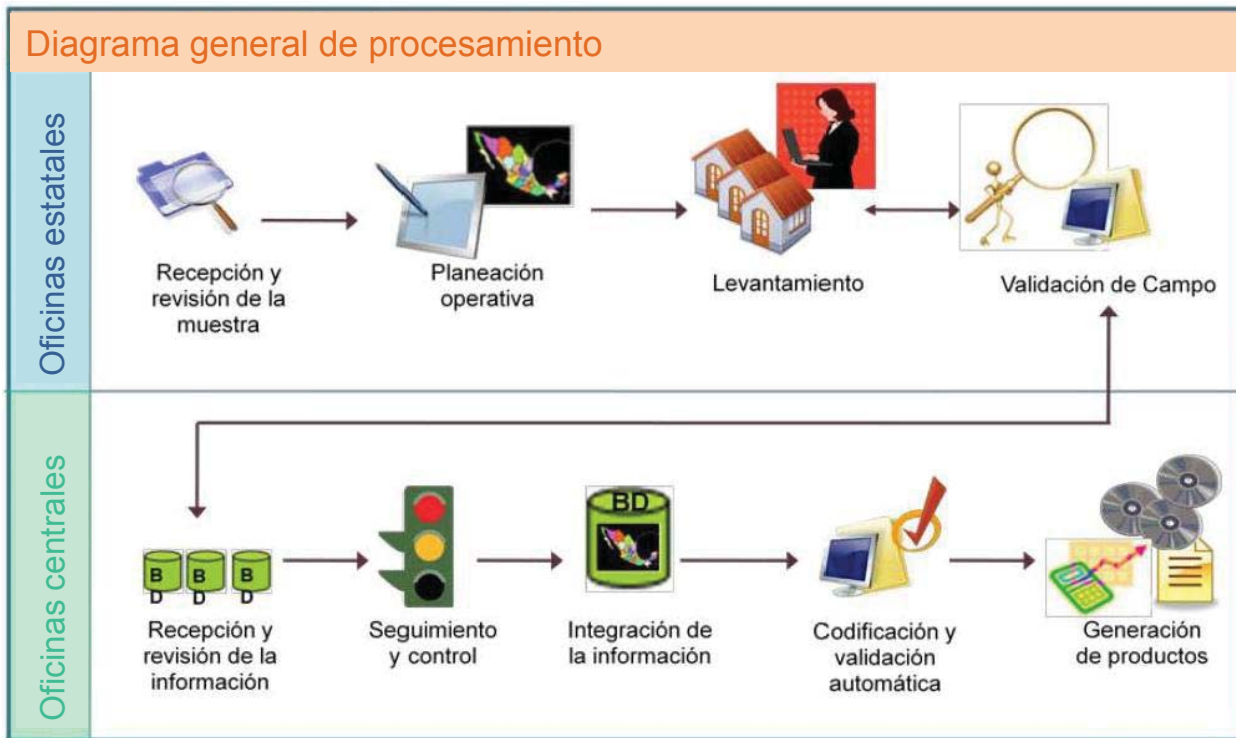 Diagrama general de procesamiento
Oficinas estatales
Recepción y
revisión de la
muestra
Planeación
operativa
Levantamiento
Validación de Campo
Oficinas centrales
B
D
B
D
B
D
Recepción y
revisión de la
información
Seguimiento
y control
BD
Integración de
la información
Codificación y
validación
automática
Generación
de productos